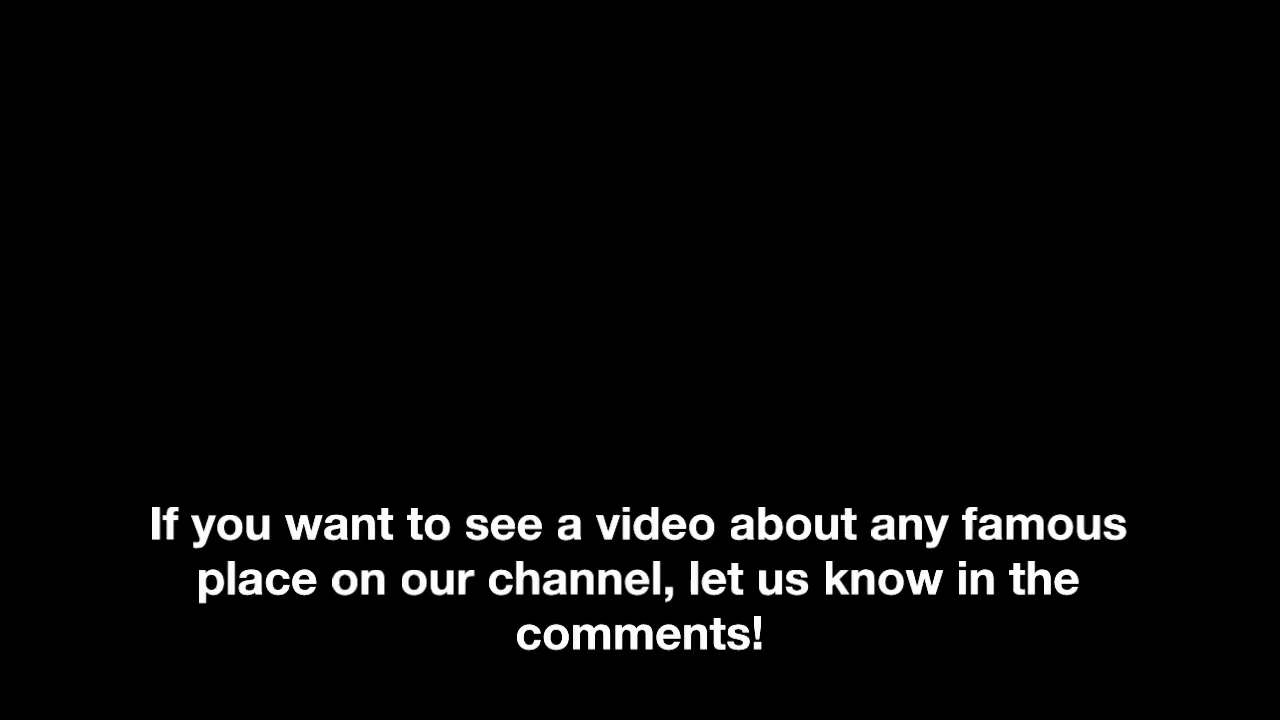 If you want to see a video about any famous
place on our channel, let us know in the
comments!